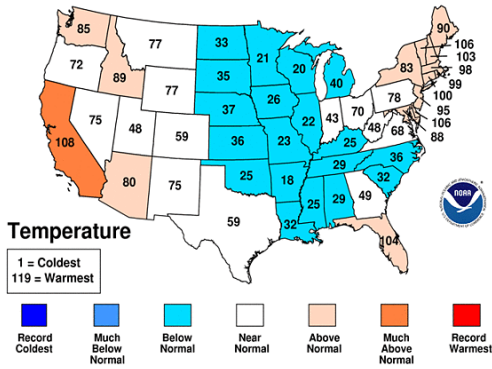 90
85
77
33
21
106
103
72
20
83
98
89
35
40
99
77
26
78
100
37
95
75
22
43
70
106
48
59
36
23
48
68
88
108
25
36
29
80
75
25
18
32
25
29
49
59
32
104
NOAA
Temperature
1 = Coldest
119 = Warmest
Record
Coldest
Much
Below
Normal
Below
Normal
Near
Normal
Above
Normal
Much
Above
Normal
Record
Warmest